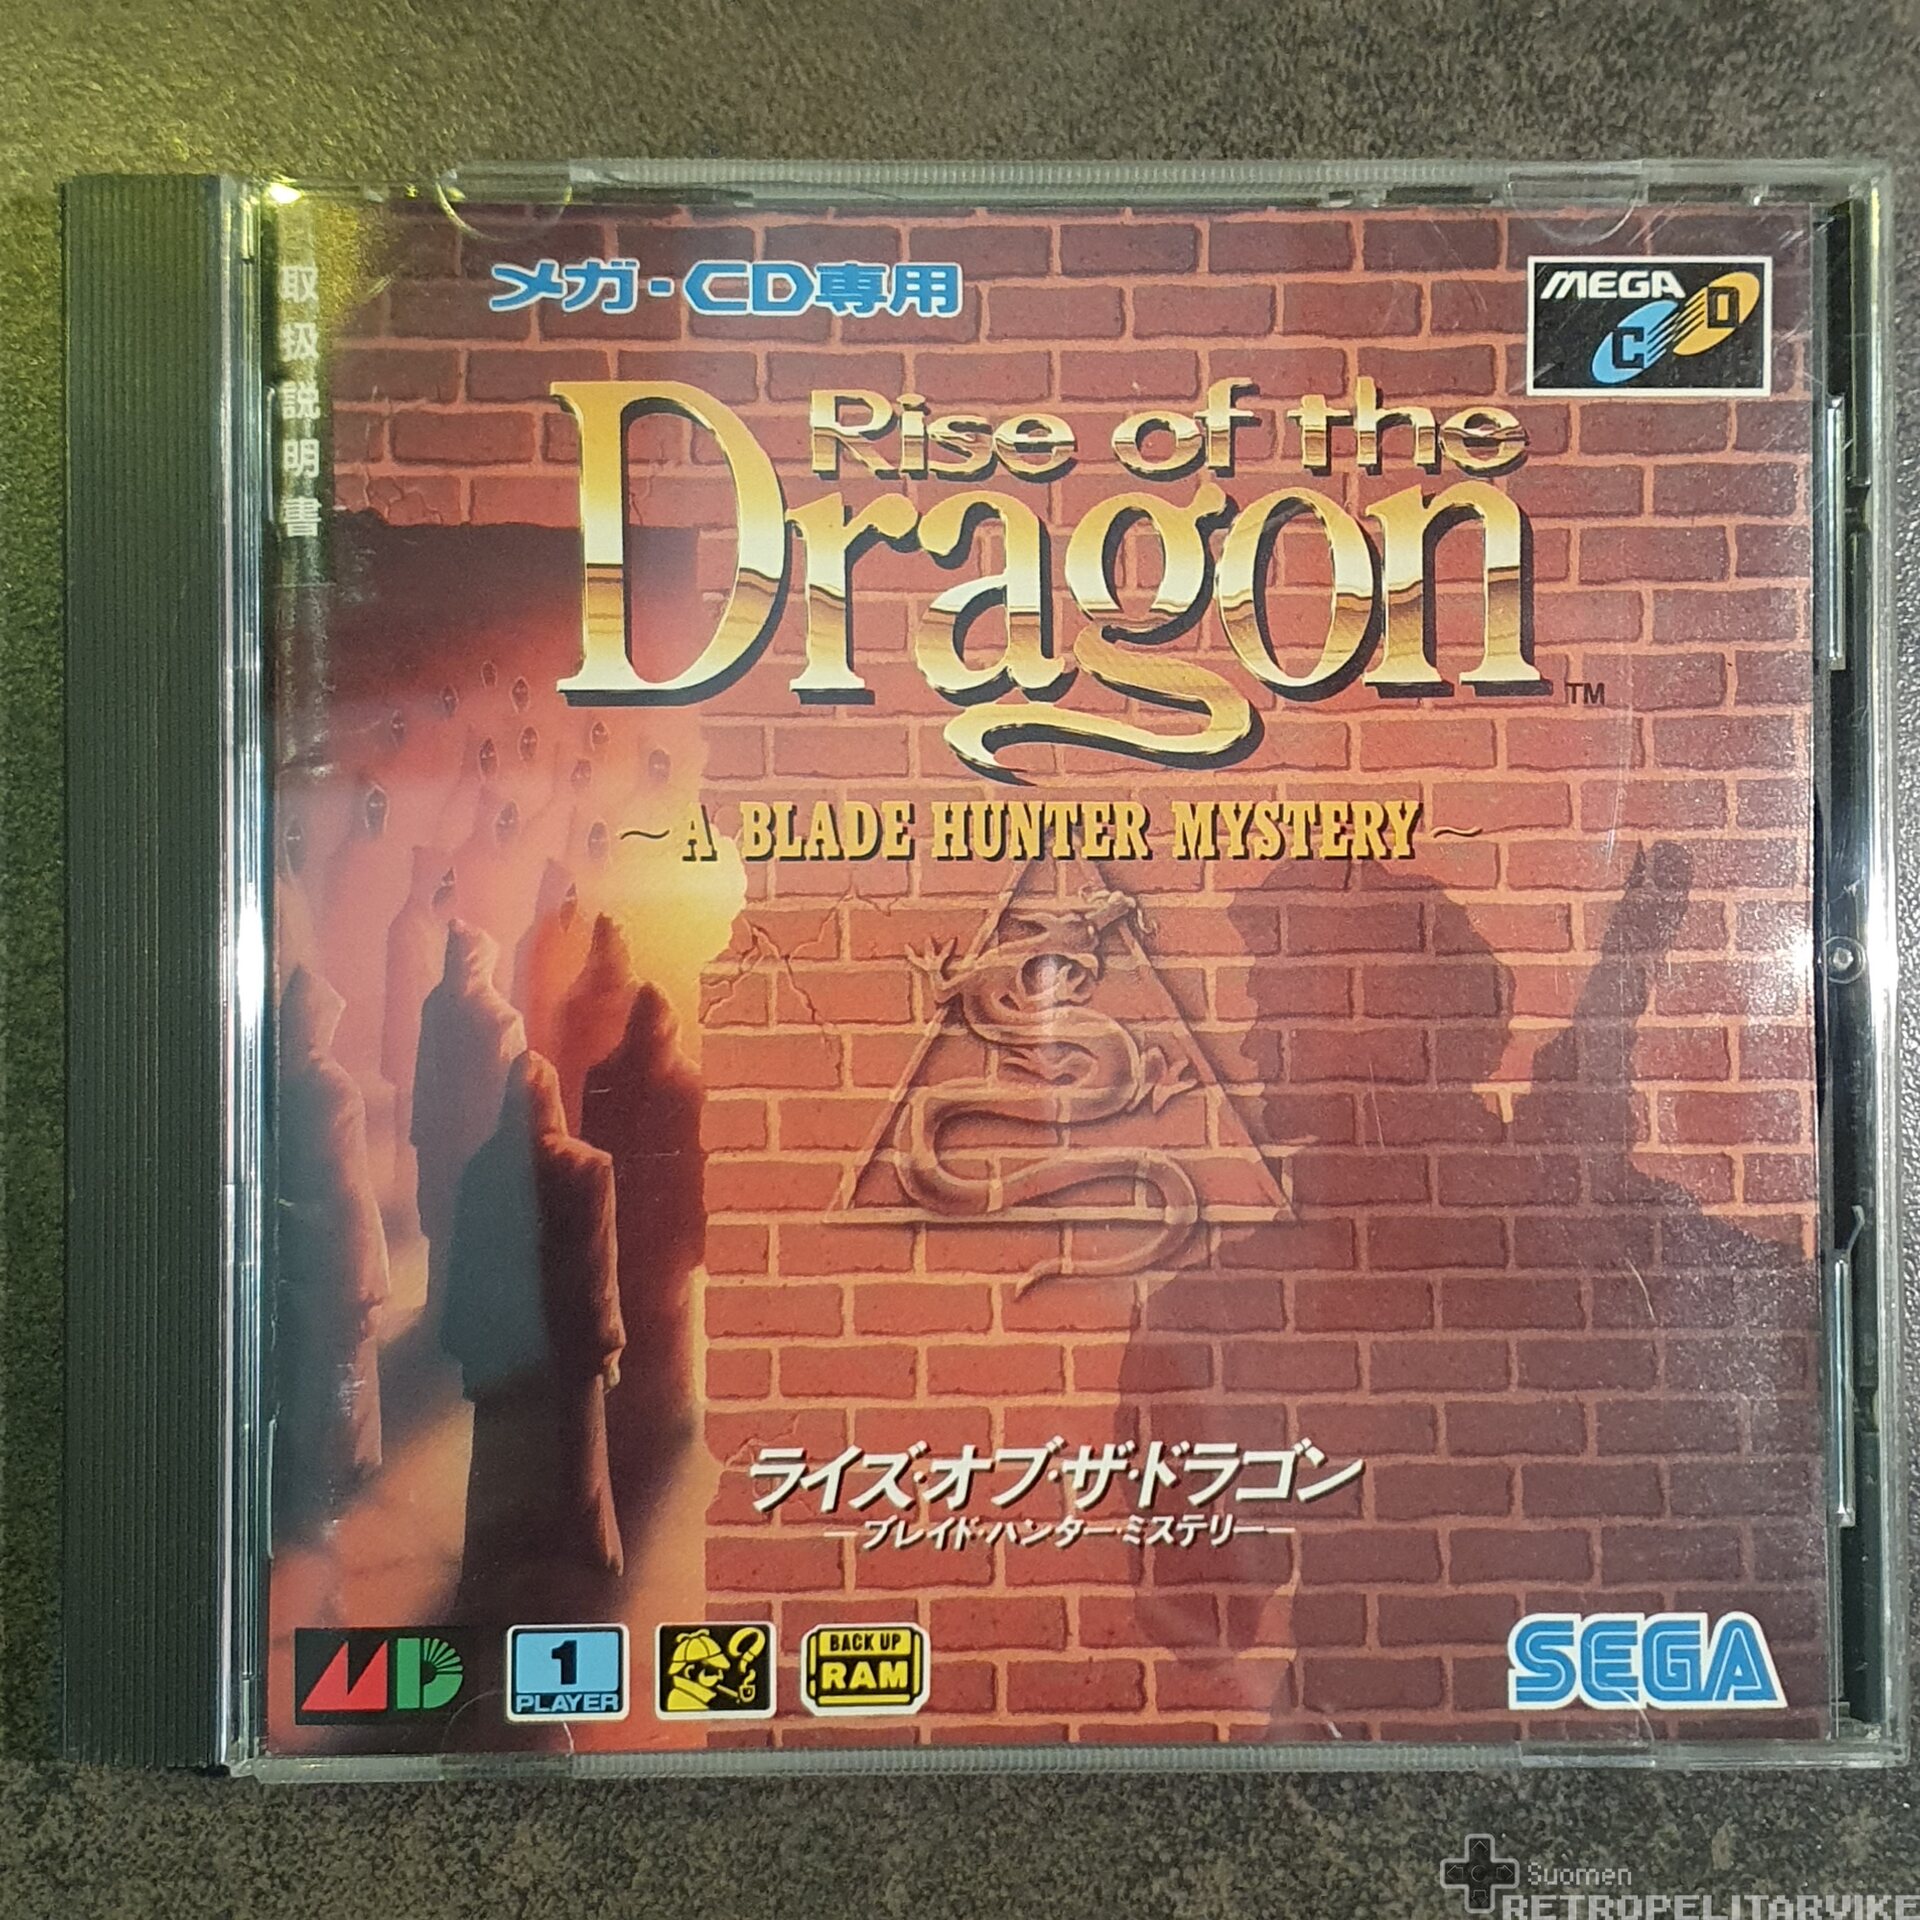 取扱説明書
メガ-CD専用
MEGA CD
Rise of the
Dragon TM
~A BLADE HUNTER MYSTERY~
ライズ・オブ・ザ・ドラゴン
―ブレイド・ハンター・ミステリー―
MD
1 PLAYER
BACK UP
RAM
SEGA
Suomen
RETROPELITARVIKE